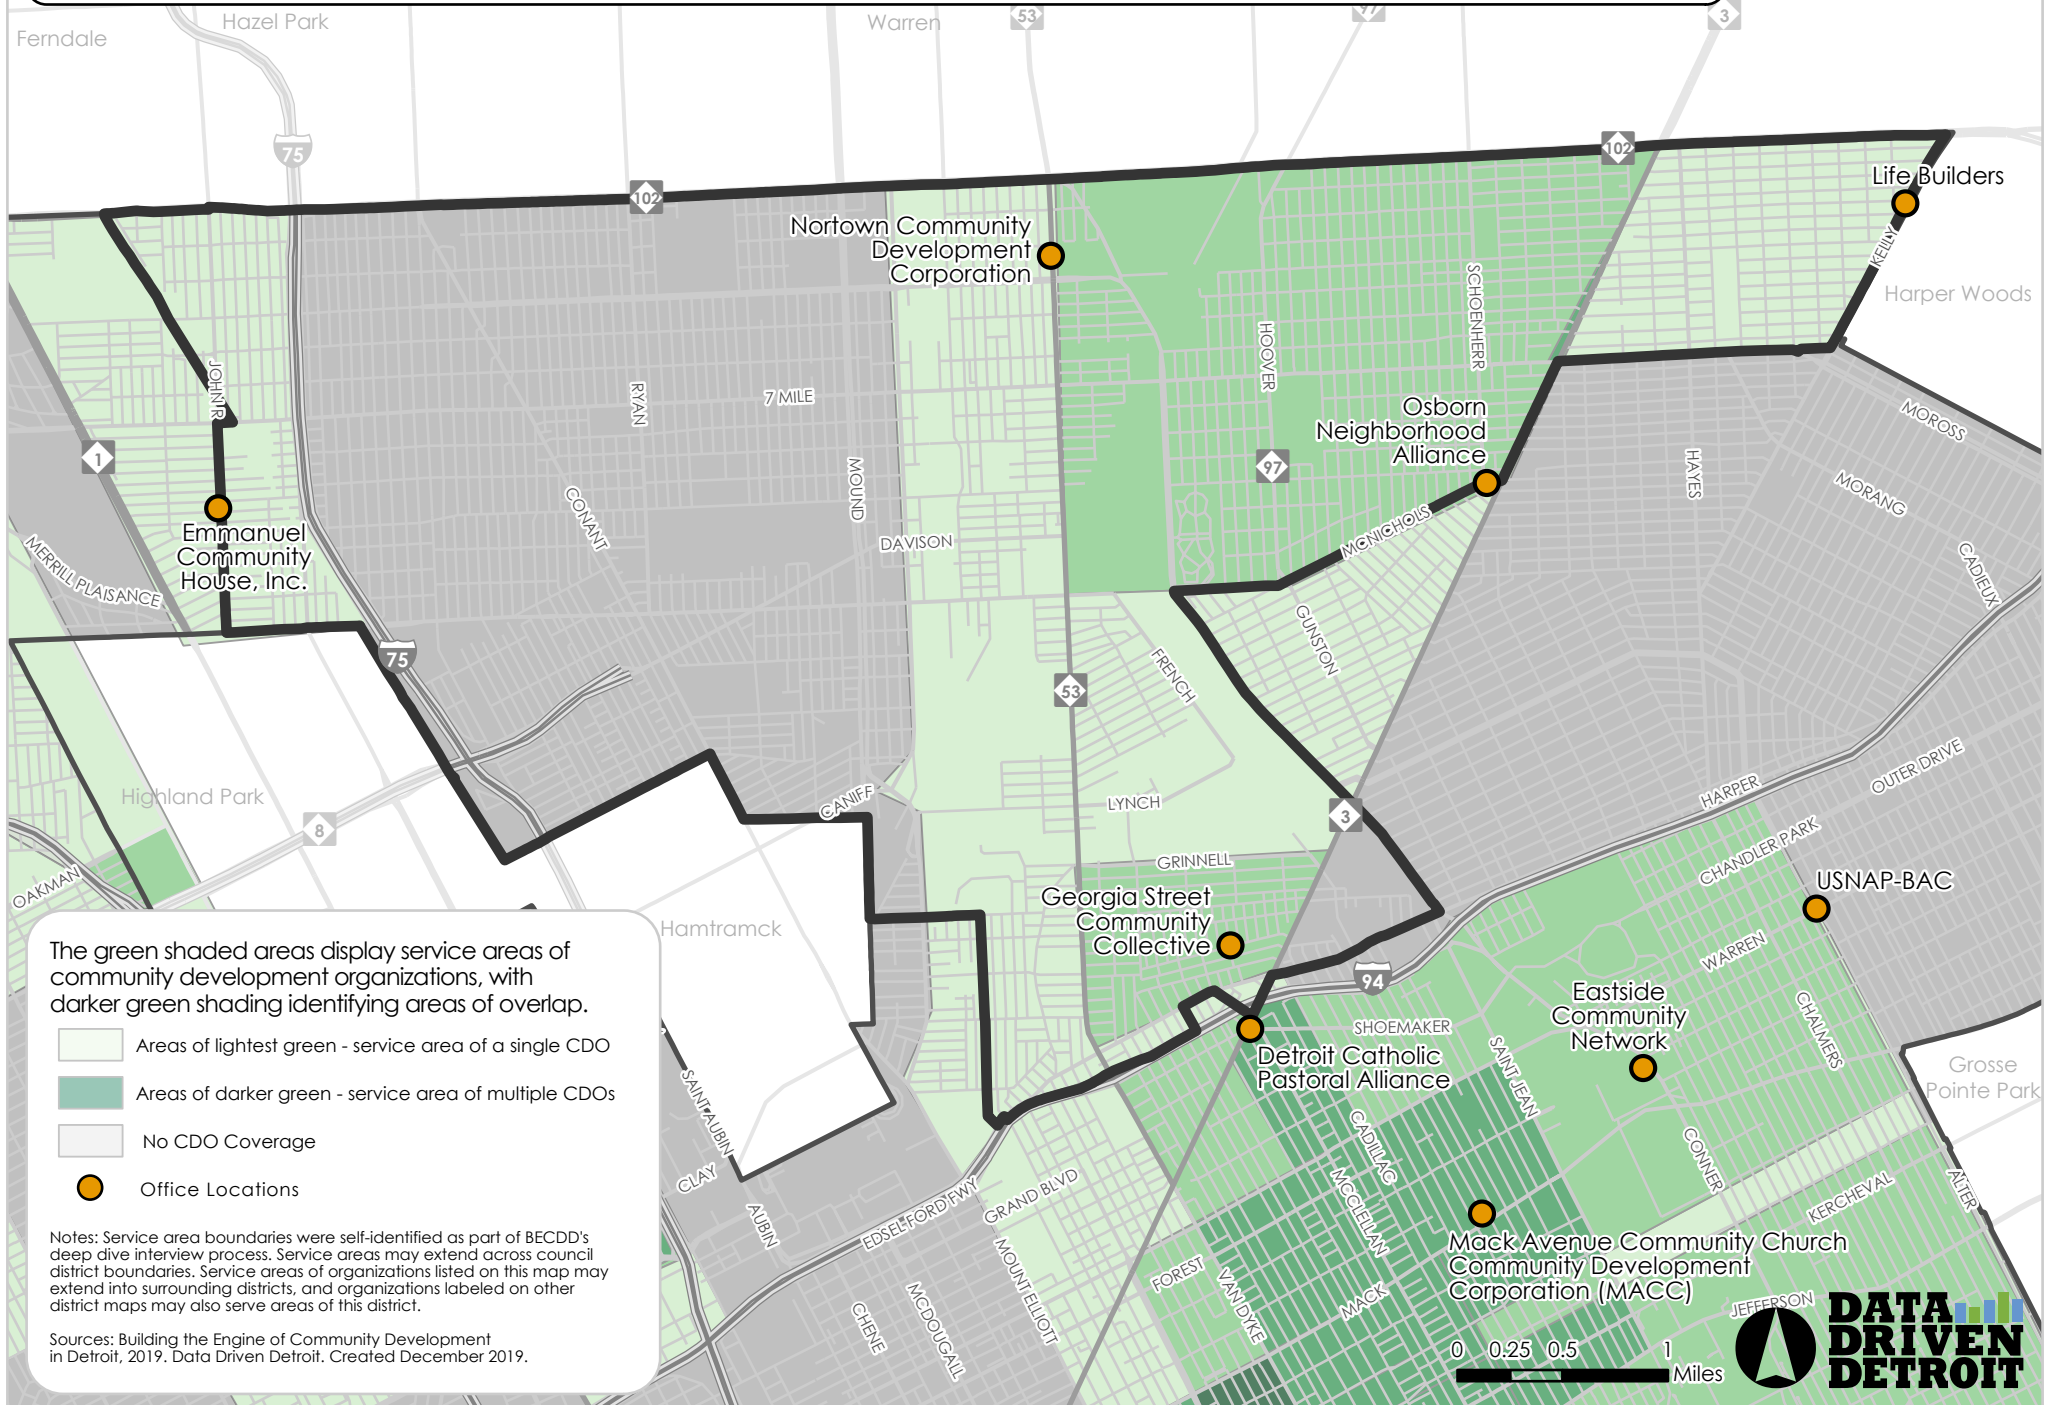 Ferndale
Hazel Park
Warren
53
97
3
75
102
102
Life Builders
Nortown Community
Development
Corporation
KELLY
Harper Woods
SCHOENHERR
HOOVER
JOHN R
RYAN
7 MILE
Osborn
Neighborhood
Alliance
MOROSS
1
97
HAYES
MORANG
MOUND
CONANT
Emmanuel
Community
House, Inc.
MERRILL PLAISANCE
DAVISON
MCNICHOLS
CADIEUX
GUNSTON
75
FRENCH
53
Highland Park
8
CANIFF
LYNCH
3
HARPER
OUTER DRIVE
CHANDLER PARK
GRINNELL
OAKMAN
Georgia Street
Community
Collective
USNAP-BAC
Hamtramck
WARREN
94
Eastside
Community
Network
CHALMERS
SHOEMAKER
Detroit Catholic
Pastoral Alliance
SAINT JEAN
Grosse
Pointe Park
The green shaded areas display service areas of
community development organizations, with
darker green shading identifying areas of overlap.
Areas of lightest green - service area of a single CDO
Areas of darker green - service area of multiple CDOs
No CDO Coverage
Office Locations
Notes: Service area boundaries were self-identified as part of BECDD's
deep dive interview process. Service areas may extend across council
district boundaries. Service areas of organizations listed on this map may
extend into surrounding districts, and organizations labeled on other
district maps may also serve areas of this district.
Sources: Building the Engine of Community Development
in Detroit, 2019. Data Driven Detroit. Created December 2019.
SAINT AUBIN
CLAY
AUBIN
EDSEL FORD FWY
GRAND BLVD
MOUNT ELLIOTT
CHENE
MCDOUGALL
CADILLAC
MCCLELLAN
CONNER
KERCHEVAL
ALTER
FOREST
VAN DYKE
MACK
Mack Avenue Community Church
Community Development
Corporation (MACC)
JEFFERSON
0 0.25 0.5 1
Miles
DATA
DRIVEN
DETROIT